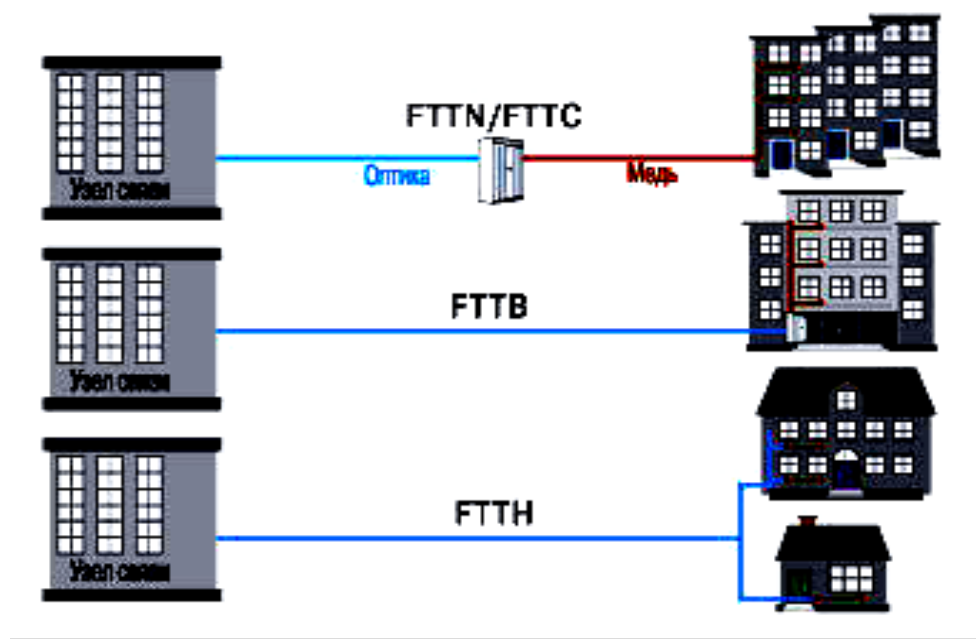 FTTN/FTTC
Оптика
Медь
Узел связи
FTTB
Узел связи
FTTH
Узел связи